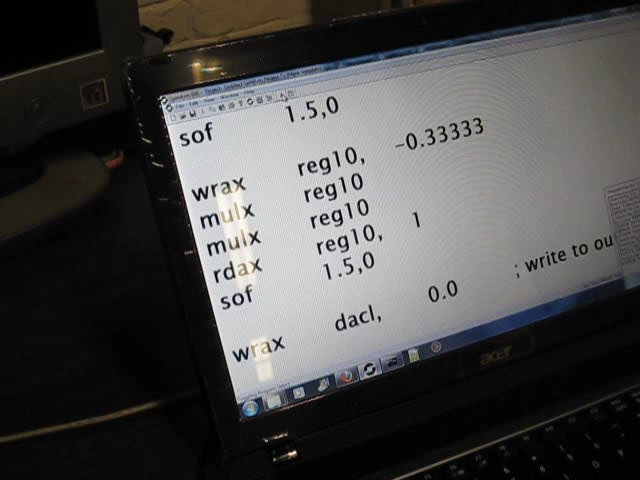 sof 1.5,0
wrax reg10, -0.33333
mulx reg10
mulx reg10
rdax reg10, 1
sof 1.5,0
wrax dacl, 0.0 ; write to ou
acer